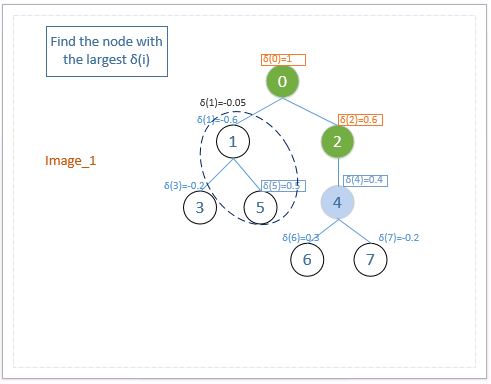 Find the node with
the largest δ(i)
δ(0)=1
0
δ(1)=-0.05
δ(1)=-0.6
δ(2)=0.6
1
2
Image_1
δ(3)=-0.2
δ(5)=0.5
δ(4)=0.4
3
5
4
δ(6)=0.3
δ(7)=-0.2
6
7